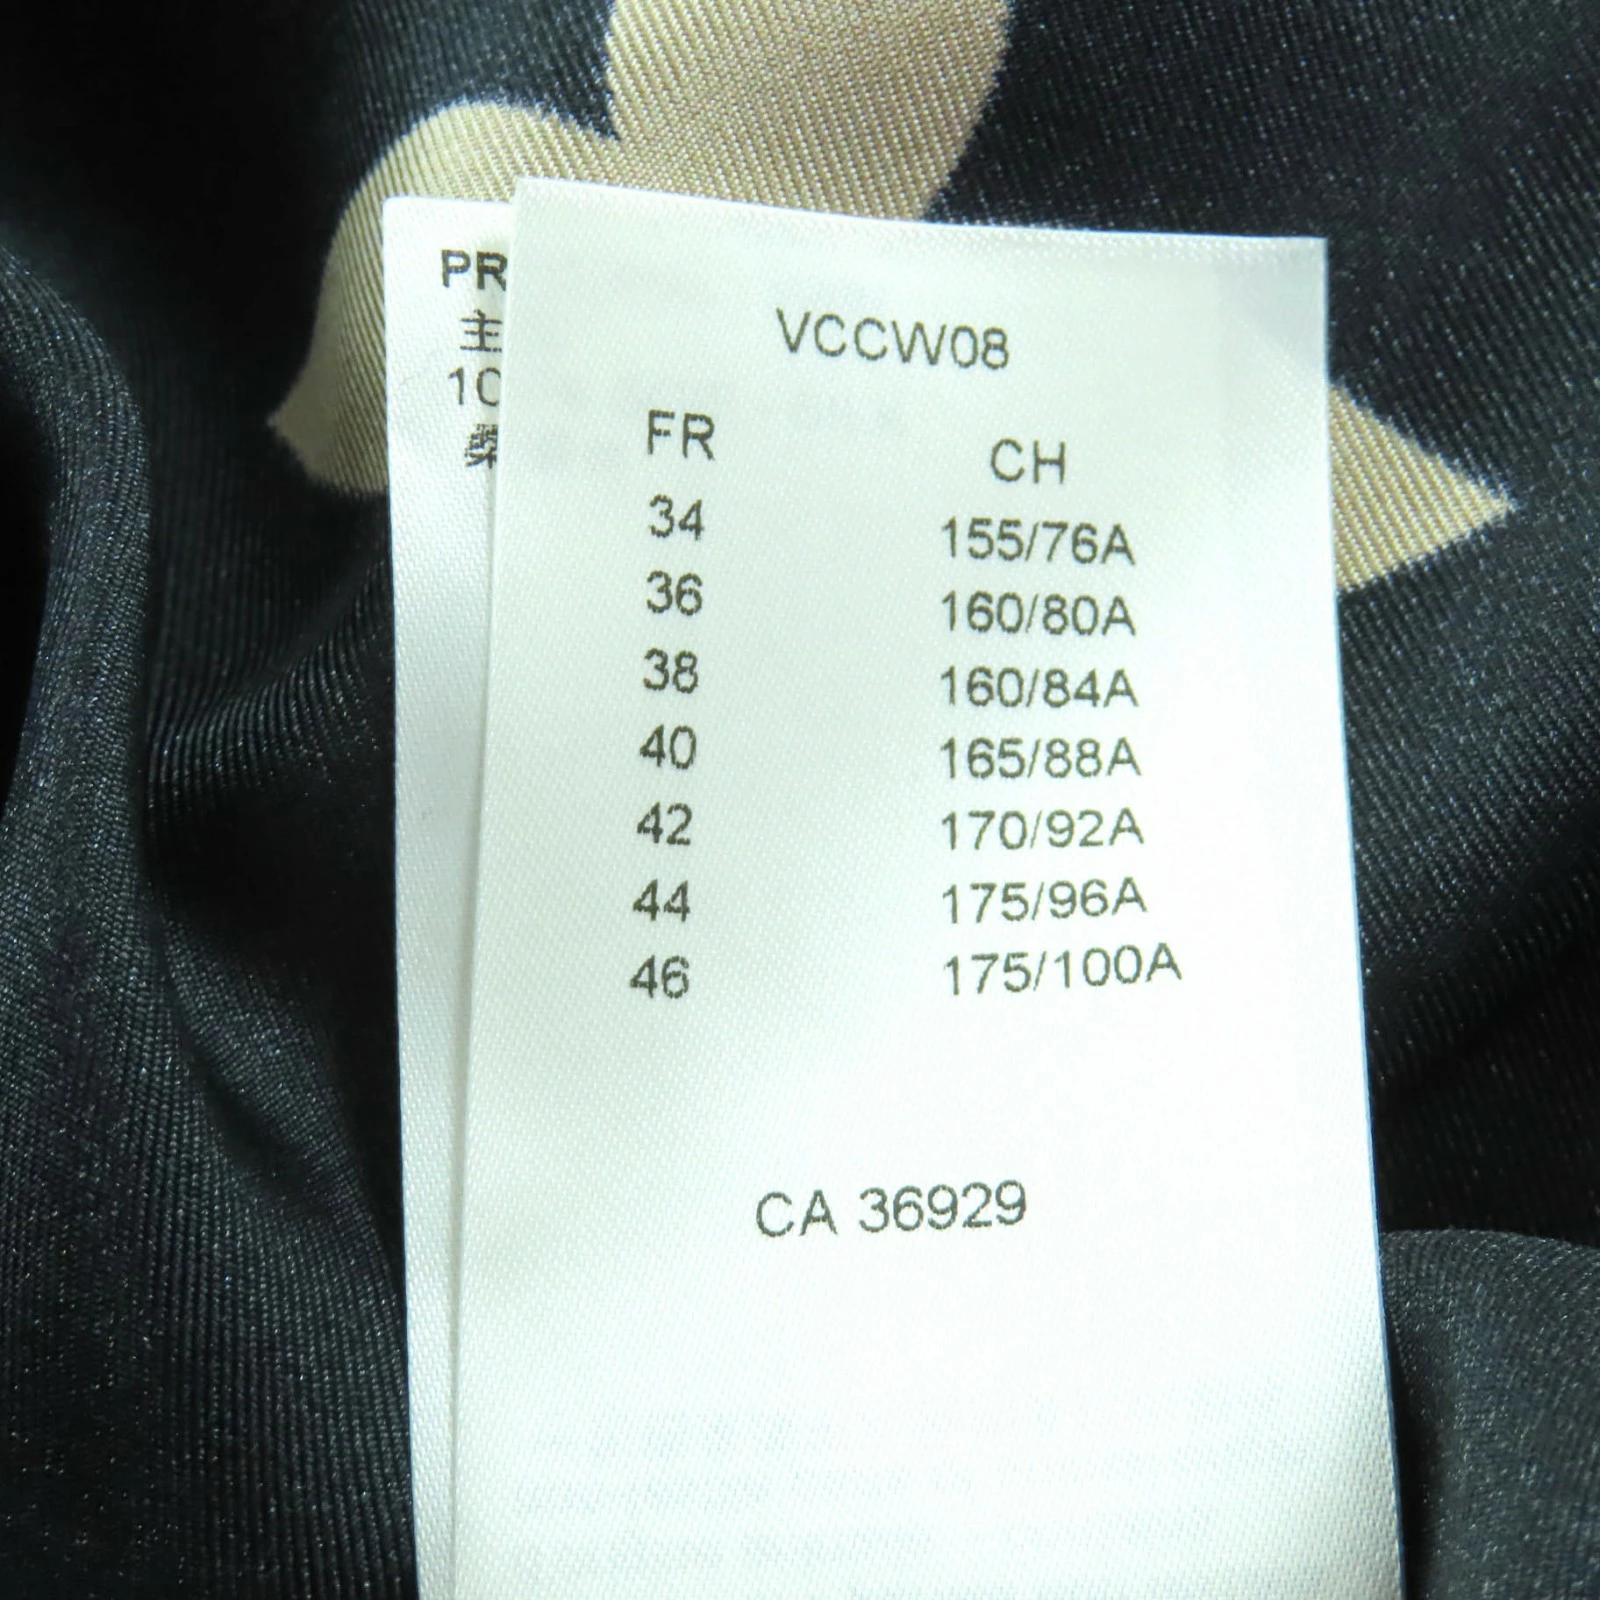 PR
主
10
VCCW08
FR CH
34 155/76A
36 160/80A
38 160/84A
40 165/88A
42 170/92A
44 175/96A
46 175/100A
CA 36929